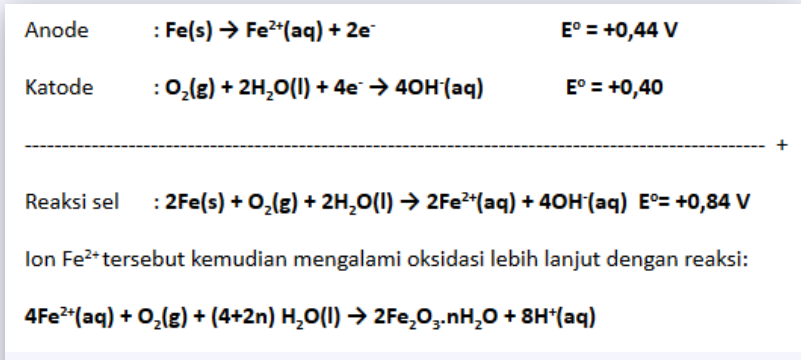 Anode : Fe(s) → Fe²⁺(aq) + 2e⁻ E° = +0,44 V
Katode : O₂(g) + 2H₂O(l) + 4e⁻ → 4OH⁻(aq) E° = +0,40
-------------------------------------------------------------------------------- +
Reaksi sel : 2Fe(s) + O₂(g) + 2H₂O(l) → 2Fe²⁺(aq) + 4OH⁻(aq) E°= +0,84 V
Ion Fe²⁺ tersebut kemudian mengalami oksidasi lebih lanjut dengan reaksi:
4Fe²⁺(aq) + O₂(g) + (4+2n) H₂O(l) → 2Fe₂O₃.nH₂O + 8H⁺(aq)